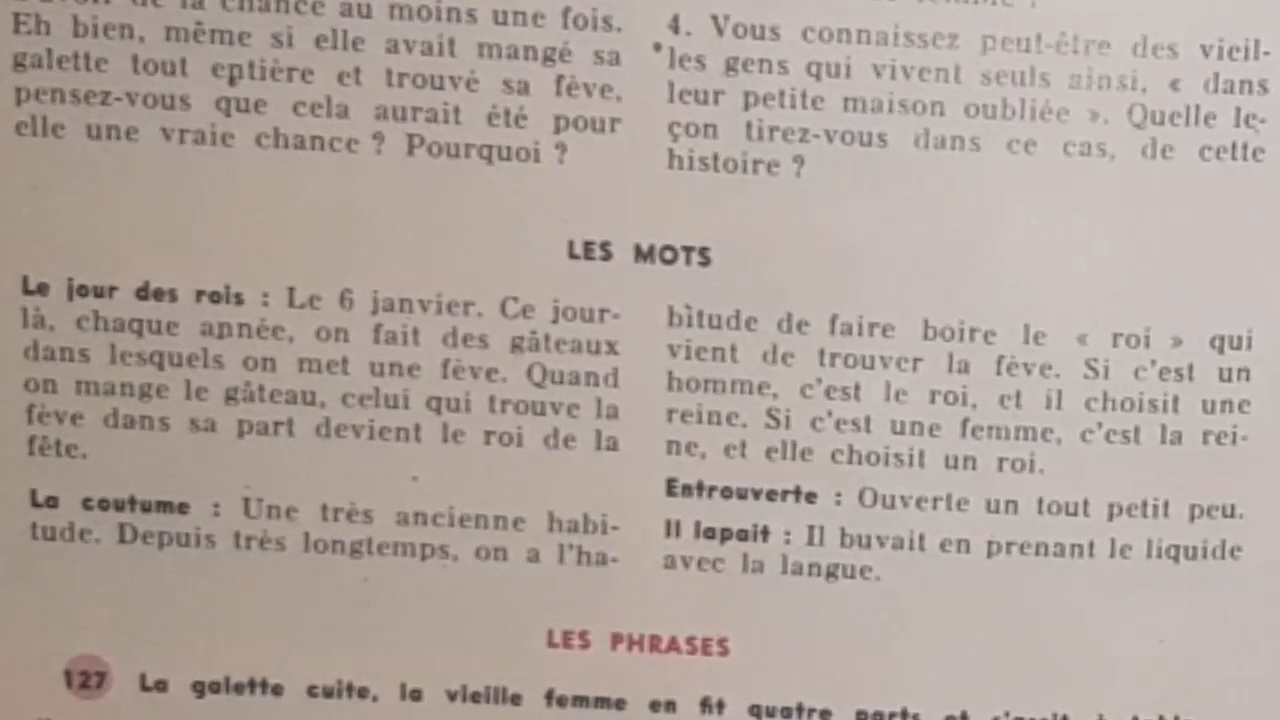 de la chance au moins une fois.
Eh bien, même si elle avait mangé sa
galette tout entière et trouvé sa fève,
pensez-vous que cela aurait été pour
elle une vraie chance ? Pourquoi ?
4. Vous connaissez peut-être des vieil-
les gens qui vivent seuls ainsi, « dans
leur petite maison oubliée ». Quelle le-
çon tirez-vous dans ce cas, de cette
histoire ?
LES MOTS
Le jour des rois : Le 6 janvier. Ce jour-
là, chaque année, on fait des gâteaux
dans lesquels on met une fève. Quand
on mange le gâteau, celui qui trouve la
fève dans sa part devient le roi de la
fête.
La coutume : Une très ancienne habi-
tude. Depuis très longtemps, on a l'ha-
bitude de faire boire le « roi » qui
vient de trouver la fève. Si c'est un
homme, c'est le roi, et il choisit une
reine. Si c'est une femme, c'est la rei-
ne, et elle choisit un roi.
Entrouverte : Ouverte un tout petit peu.
Il lapait : Il buvait en prenant le liquide
avec la langue.
LES PHRASES
127 La galette cuite, la vieille femme en fit quatre parts et